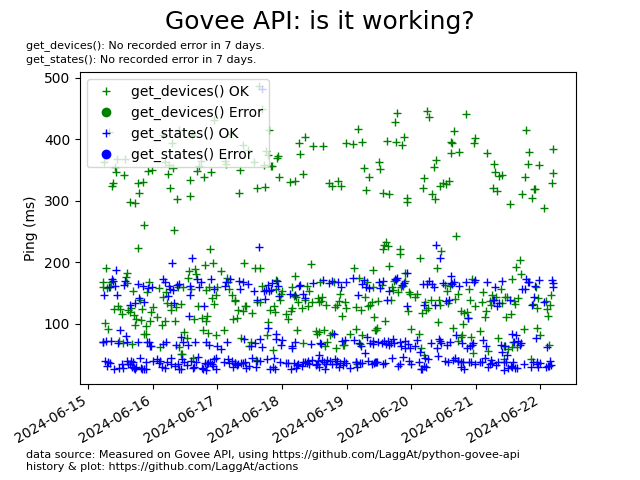 Govee API: is it working?
get_devices(): No recorded error in 7 days.
get_states(): No recorded error in 7 days.
500
400
300
200
100
Ping (ms)
get_devices() OK
get_devices() Error
get_states() OK
get_states() Error
2024-06-15
2024-06-16
2024-06-17
2024-06-18
2024-06-19
2024-06-20
2024-06-21
2024-06-22
data source: Measured on Govee API, using https://github.com/LaggAt/python-govee-api
history & plot: https://github.com/LaggAt/actions